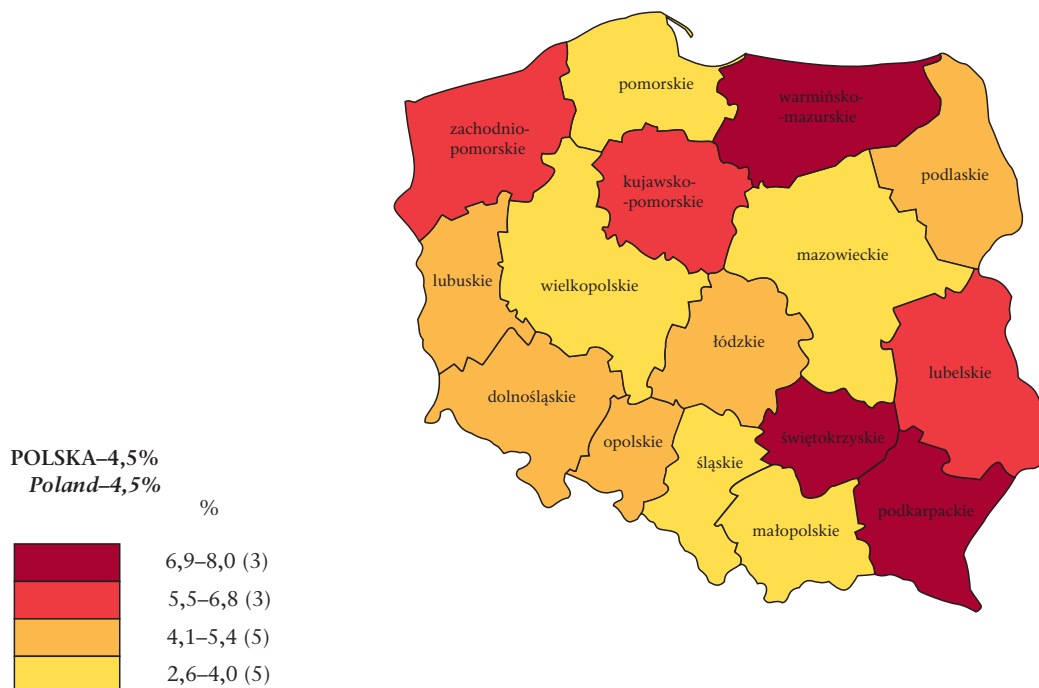 pomorskie
warmińsko-
-mazurskie
zachodnio-
pomorskie
podlaskie
kujawsko-
-pomorskie
mazowieckie
lubuskie
wielkopolskie
łódzkie
lubelskie
dolnośląskie
opolskie
świętokrzyskie
śląskie
podkarpackie
małopolskie
POLSKA–4,5%
Poland–4,5%
%
6,9–8,0 (3)
5,5–6,8 (3)
4,1–5,4 (5)
2,6–4,0 (5)